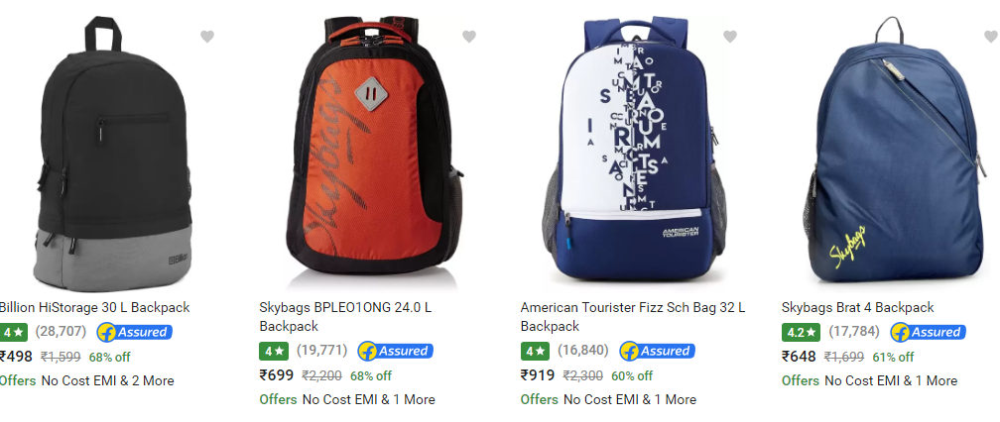 Skybags
AMERICAN
TOURISTER
Skybags
Billion HiStorage 30 L Backpack
4★ (28,707) f Assured
₹498 ₹1,599 68% off
Offers No Cost EMI & 2 More
Skybags BPLEO1ONG 24.0 L
Backpack
4★ (19,771) f Assured
₹699 ₹2,200 68% off
Offers No Cost EMI & 1 More
American Tourister Fizz Sch Bag 32 L
Backpack
4★ (16,840) f Assured
₹919 ₹2,300 60% off
Offers No Cost EMI & 1 More
Skybags Brat 4 Backpack
4.2★ (17,784) f Assured
₹648 ₹1,699 61% off
Offers No Cost EMI & 1 More